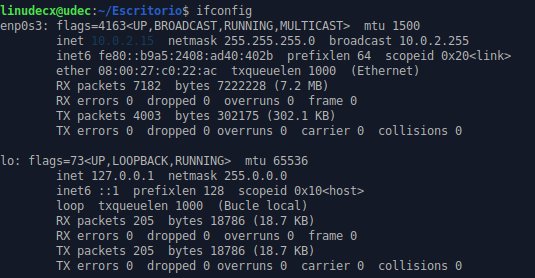 linudecx@udec:~/Escritorio$ ifconfig
enp0s3: flags=4163<UP,BROADCAST,RUNNING,MULTICAST>  mtu 1500
        inet 10.0.2.15  netmask 255.255.255.0  broadcast 10.0.2.255
        inet6 fe80::b9a5:2408:ad40:402b  prefixlen 64  scopeid 0x20<link>
        ether 08:00:27:c0:22:ac  txqueuelen 1000  (Ethernet)
        RX packets 7182  bytes 7222228 (7.2 MB)
        RX errors 0  dropped 0  overruns 0  frame 0
        TX packets 4003  bytes 302175 (302.1 KB)
        TX errors 0  dropped 0 overruns 0  carrier 0  collisions 0

lo: flags=73<UP,LOOPBACK,RUNNING>  mtu 65536
        inet 127.0.0.1  netmask 255.0.0.0
        inet6 ::1  prefixlen 128  scopeid 0x10<host>
        loop  txqueuelen 1000  (Bucle local)
        RX packets 205  bytes 18786 (18.7 KB)
        RX errors 0  dropped 0  overruns 0  frame 0
        TX packets 205  bytes 18786 (18.7 KB)
        TX errors 0  dropped 0 overruns 0  carrier 0  collisions 0